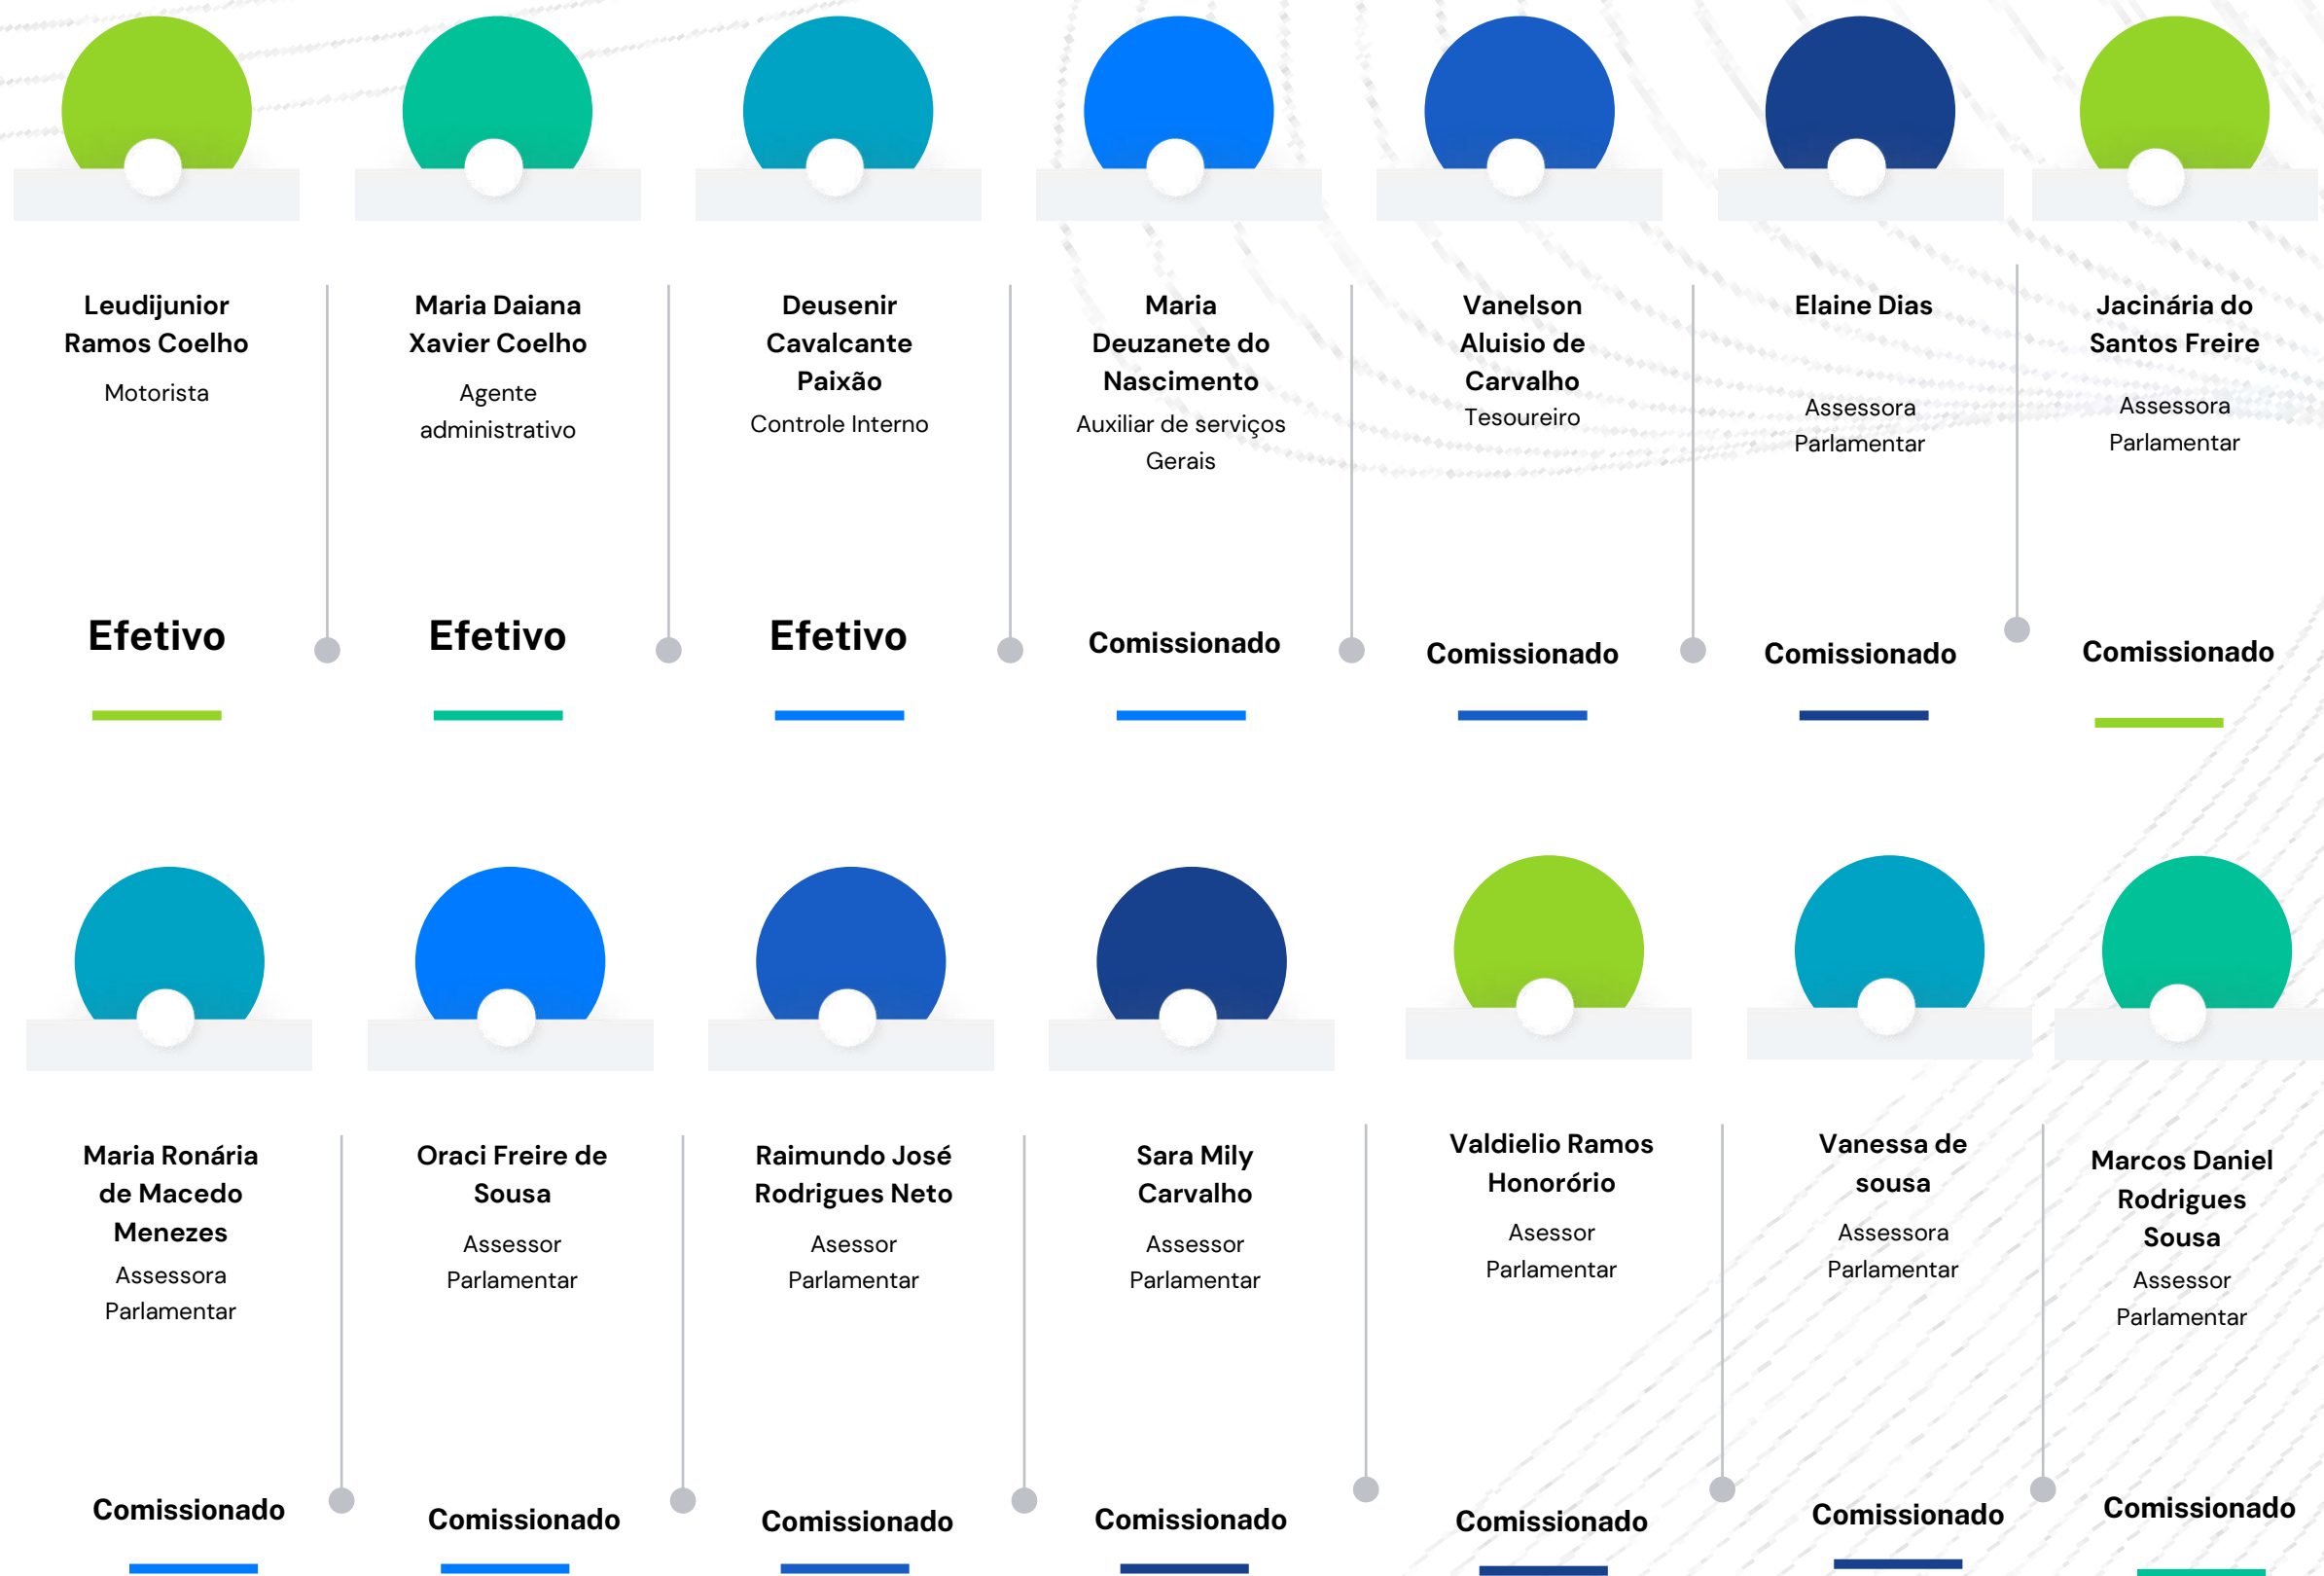 Leudijunior
Ramos Coelho
Motorista
Efetivo
Maria Daiana
Xavier Coelho
Agente
administrativo
Efetivo
Deusenir
Cavalcante
Paixão
Controle Interno
Efetivo
Maria
Deuzanete do
Nascimento
Auxiliar de serviços
Gerais
Comissionado
Vanelson
Aluisio de
Carvalho
Tesoureiro
Comissionado
Elaine Dias
Assessora
Parlamentar
Comissionado
Jacinária do
Santos Freire
Assessora
Parlamentar
Comissionado
Maria Ronária
de Macedo
Menezes
Assessora
Parlamentar
Comissionado
Oraci Freire de
Sousa
Assessor
Parlamentar
Comissionado
Raimundo José
Rodrigues Neto
Asessor
Parlamentar
Comissionado
Sara Mily
Carvalho
Assessor
Parlamentar
Comissionado
Valdielio Ramos
Honorório
Asessor
Parlamentar
Comissionado
Vanessa de
sousa
Assessora
Parlamentar
Comissionado
Marcos Daniel
Rodrigues
Sousa
Assessor
Parlamentar
Comissionado